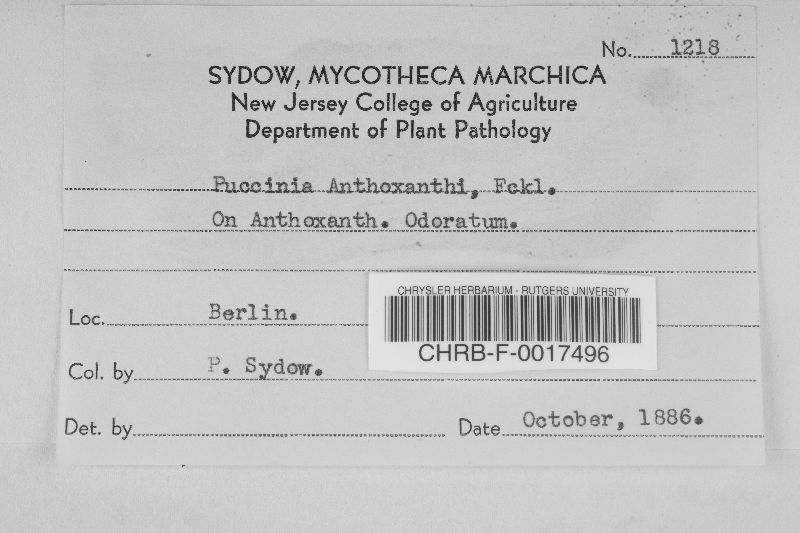 No. 1218
SYDOW, MYCOTHECA MARCHICA
New Jersey College of Agriculture
Department of Plant Pathology
Puccinia Anthoxanthi, Fckl.
On Anthoxanth. Odoratum.
Loc. Berlin.
CHRYSLER HERBARIUM - RUTGERS UNIVERSITY
CHRB-F-0017496
Col. by P. Sydow.
Det. by Date October, 1886.